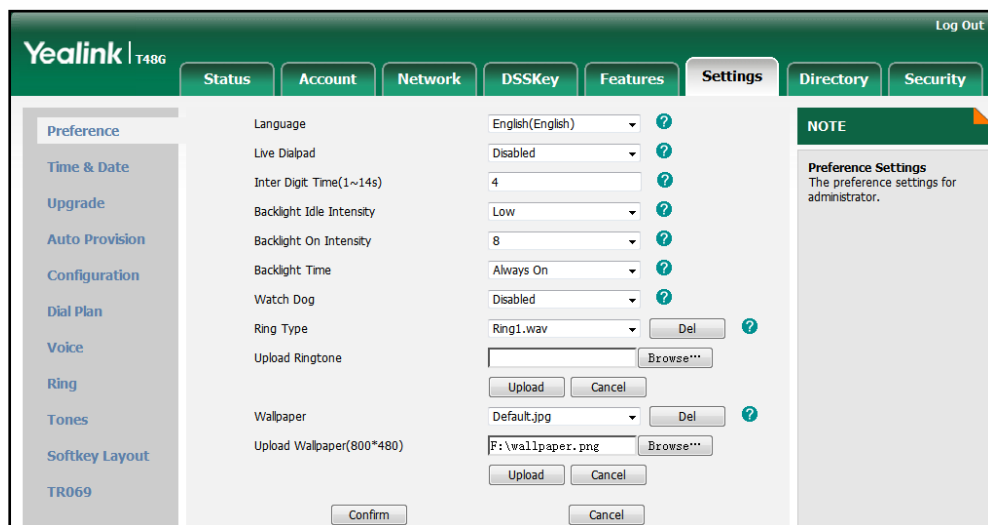 Log Out
Yealink | T48G
Status Account Network DSSKey Features Settings Directory Security
Preference
Time & Date
Upgrade
Auto Provision
Configuration
Dial Plan
Voice
Ring
Tones
Softkey Layout
TR069
Language English(English) ?
Live Dialpad Disabled ?
Inter Digit Time(1~14s) 4 ?
Backlight Idle Intensity Low ?
Backlight On Intensity 8 ?
Backlight Time Always On ?
Watch Dog Disabled ?
Ring Type Ring1.wav Del ?
Upload Ringtone Browse...
Upload Cancel
Wallpaper Default.jpg Del ?
Upload Wallpaper(800*480) F:\wallpaper.png Browse...
Upload Cancel
Confirm Cancel
NOTE
Preference Settings
The preference settings for
administrator.